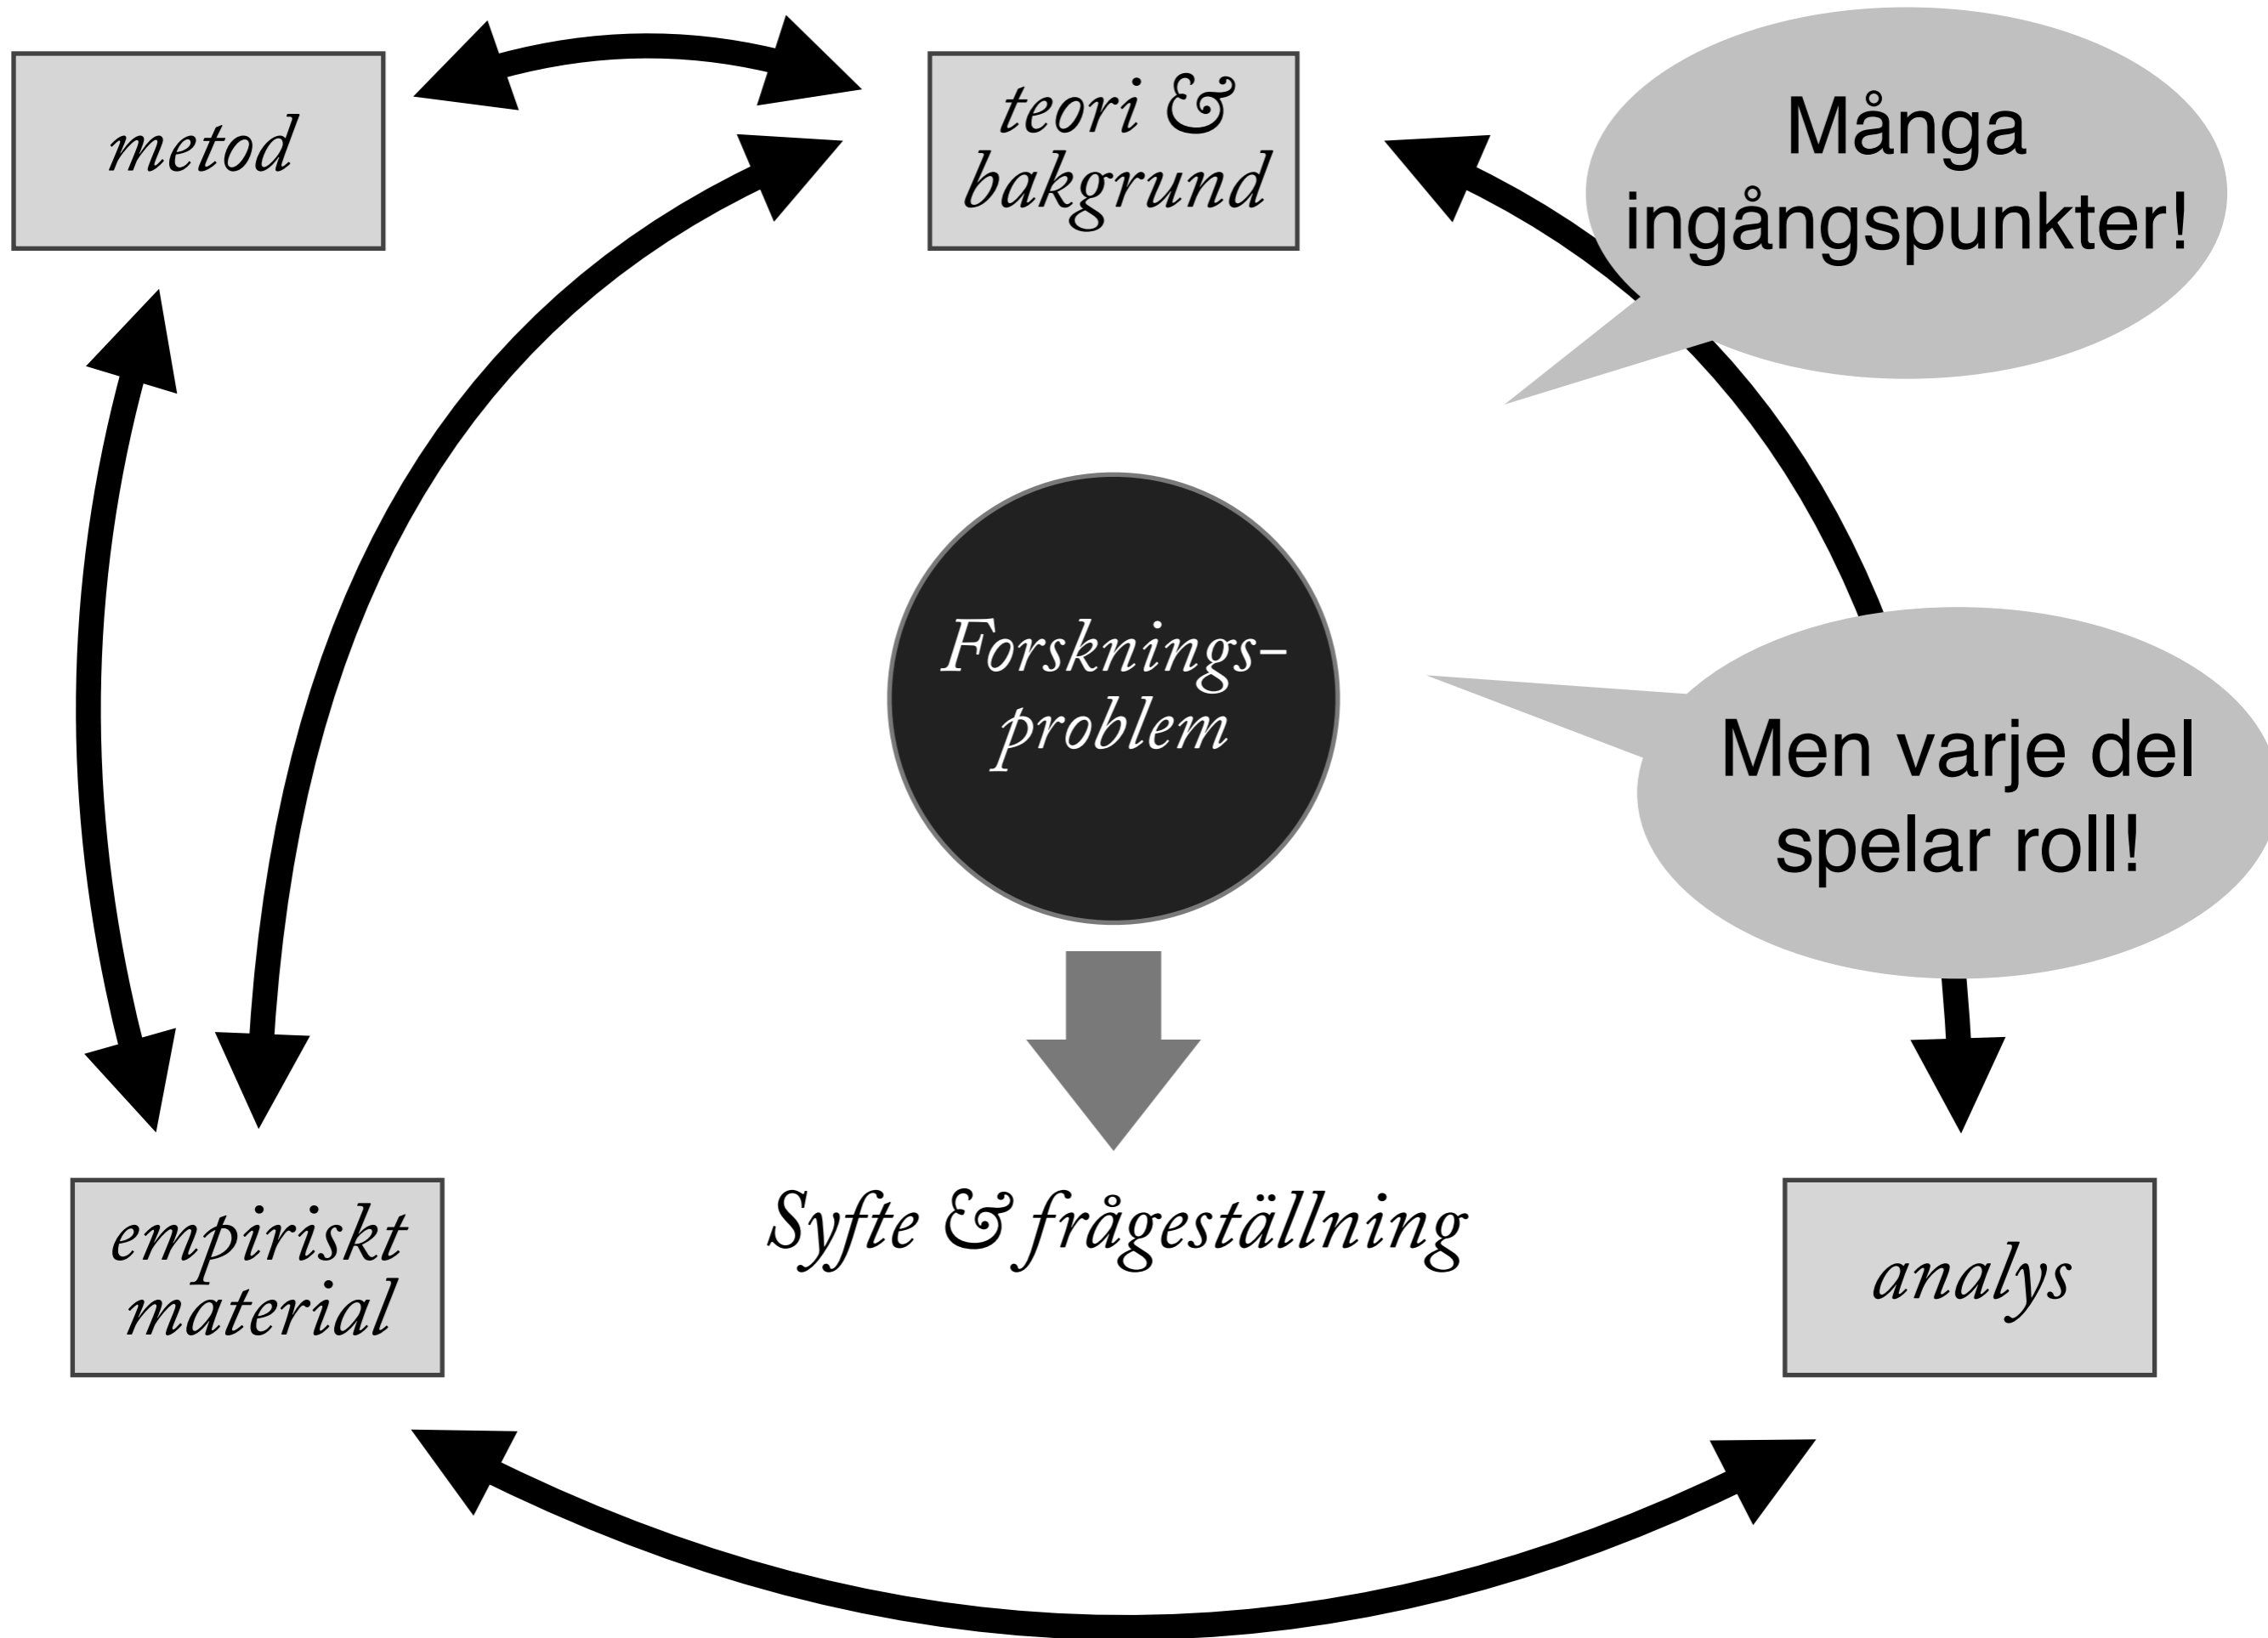 metod
teori &
bakgrund
Många
ingångspunkter!
Forsknings–
problem
Men varje del
spelar roll!
empiriskt
material
Syfte & frågeställning
analys